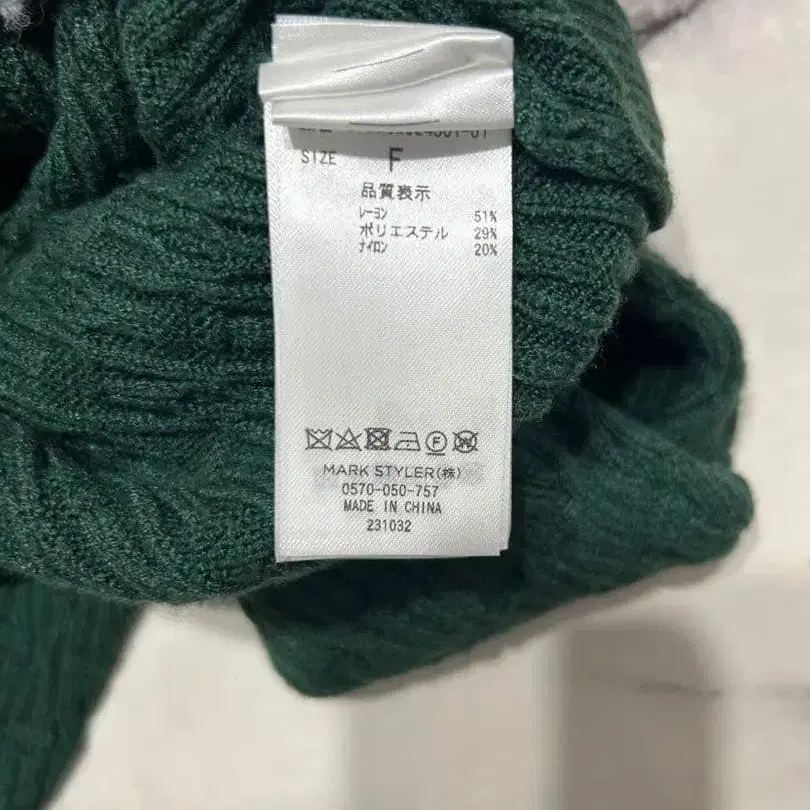 SIZE F
品質表示
レーヨン 51%
ポリエステル 29%
ナイロン 20%
MARK STYLER(株)
0570-050-757
MADE IN CHINA
231032